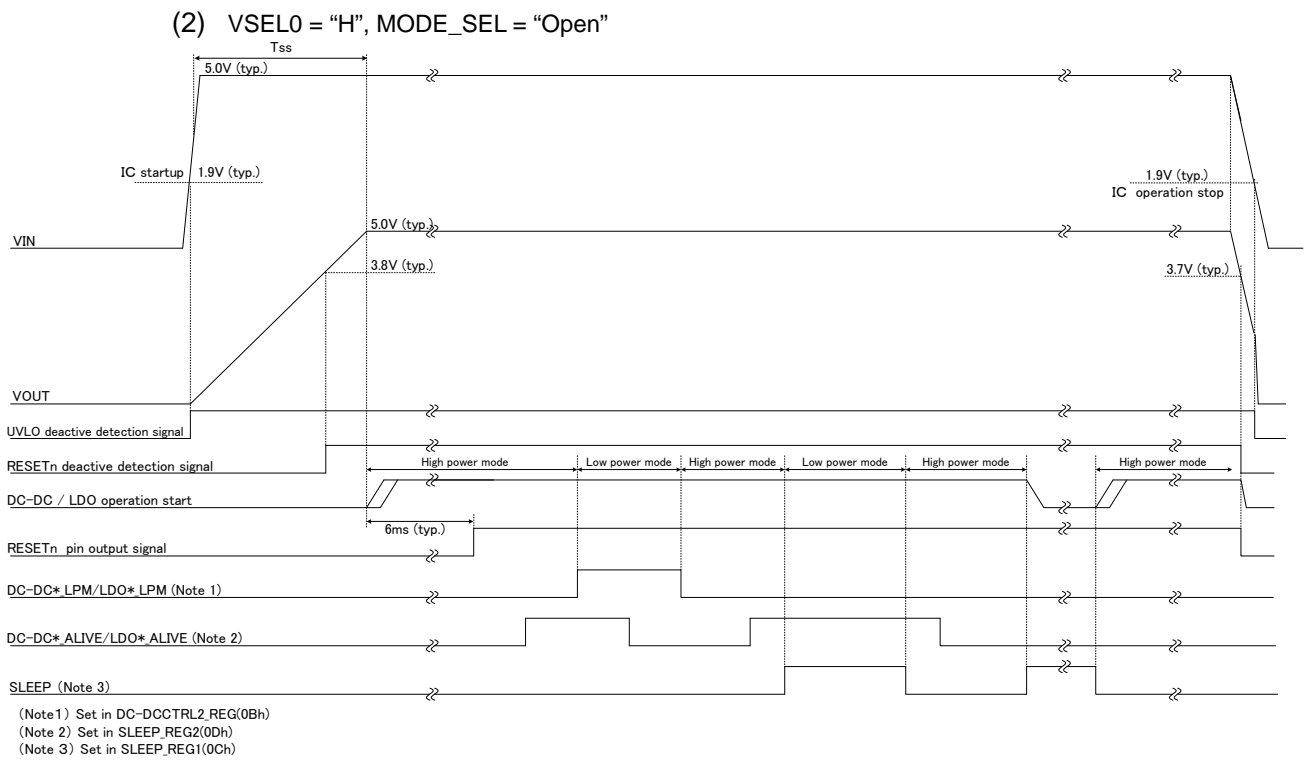 (2) VSEL0 = “H”, MODE_SEL = “Open”
Tss
5.0V (typ.)
IC startup 1.9V (typ.)
1.9V (typ.)
IC operation stop
VIN
5.0V (typ.)
3.8V (typ.)
3.7V (typ.)
VOUT
UVLO deactive detection signal
RESETn deactive detection signal
High power mode Low power mode High power mode Low power mode High power mode High power mode
DC-DC / LDO operation start
6ms (typ.)
RESETn pin output signal
DC-DC*_LPM/LDO*_LPM (Note 1)
DC-DC*_ALIVE/LDO*_ALIVE (Note 2)
SLEEP (Note 3)
(Note1) Set in DC-DCCTRL2_REG(0Bh)
(Note 2) Set in SLEEP_REG2(0Dh)
(Note 3) Set in SLEEP_REG1(0Ch)